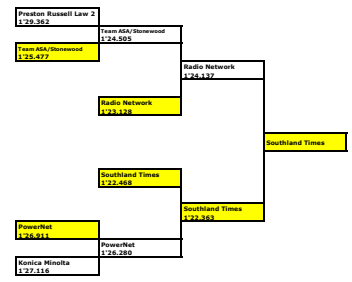 Preston Russell Law 2
1'29.362
Team ASA/Stonewood
1'24.505
Team ASA/Stonewood
1'25.477
Radio Network
1'24.137
Radio Network
1'23.128
Southland Times
Southland Times
1'22.468
Southland Times
1'22.363
PowerNet
1'26.911
PowerNet
1'26.280
Konica Minolta
1'27.116